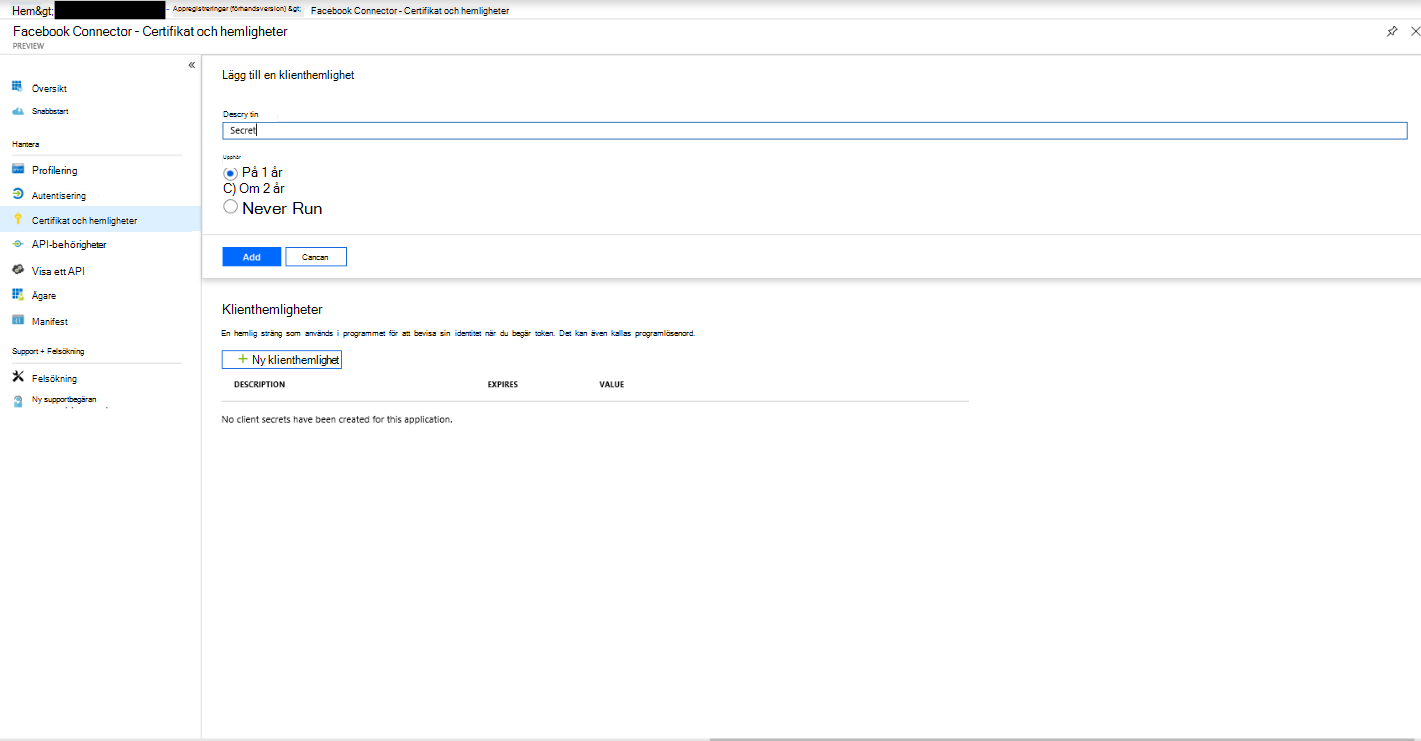 Hem&gt; - Appregistreringar (förhandsversion) &gt; Facebook Connector - Certifikat och hemligheter
Facebook Connector - Certifikat och hemligheter
PREVIEW
«
Översikt
Snabbstart
Hantera
Profilering
Autentisering
Certifikat och hemligheter
API-behörigheter
Visa ett API
Ägare
Manifest
Support + Felsökning
Felsökning
Ny supportbegäran
Lägg till en klienthemlighet
Descry tin
Secret
Upphör
På 1 år
C) Om 2 år
Never Run
Add Cancan
Klienthemligheter
En hemlig sträng som används i programmet för att bevisa sin identitet när du begär token. Det kan även kallas programlösenord.
+ Ny klienthemlighet
DESCRIPTION EXPIRES VALUE
No client secrets have been created for this application.